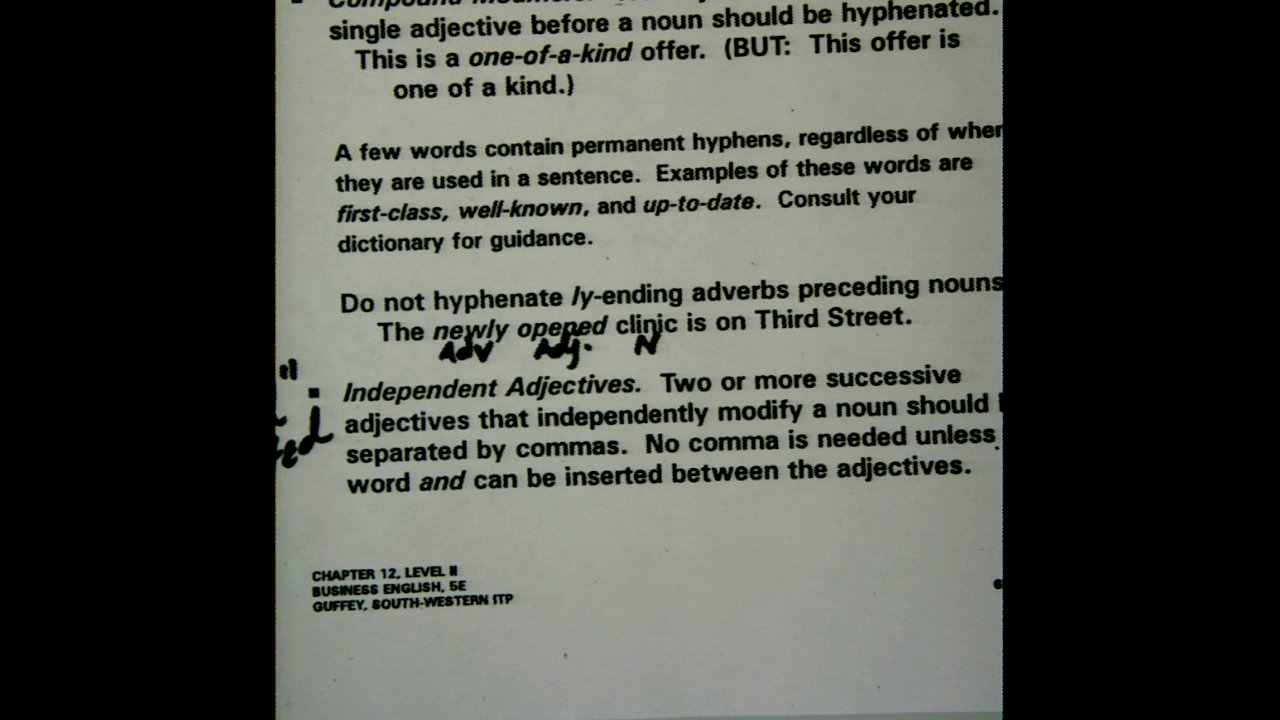 Compound
single adjective before a noun should be hyphenated.
This is a one-of-a-kind offer. (BUT: This offer is
one of a kind.)
A few words contain permanent hyphens, regardless of
they are used in a sentence. Examples of these words are
first-class, well-known, and up-to-date. Consult your
dictionary for guidance.
Do not hyphenate ly-ending adverbs preceding nouns
The newly opened clinic is on Third Street.
Adv Adj. N
▪ Independent Adjectives. Two or more successive
adjectives that independently modify a noun should
separated by commas. No comma is needed unless
word and can be inserted between the adjectives.
CHAPTER 12, LEVEL II
BUSINESS ENGLISH, 5E
GUFFEY, SOUTH-WESTERN ITP